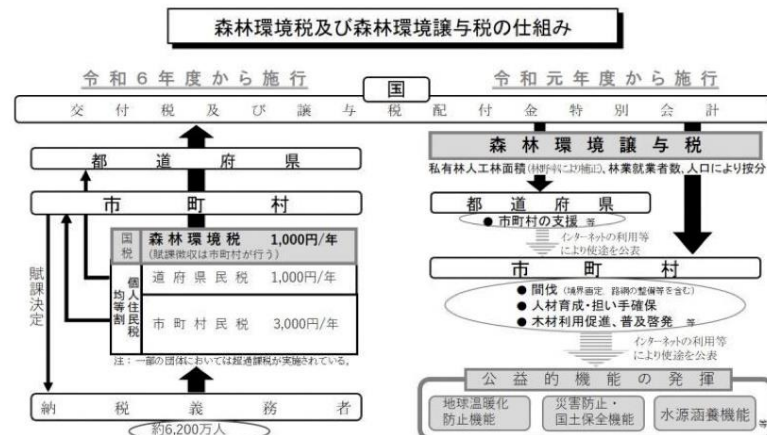 森林環境税及び森林環境譲与税の仕組み
令和6年度から施行
国
令和元年度から施行
交付税及び譲与税配付金特別会計
都道府県
市町村
国税
森林環境税 1,000円/年
(賦課徴収は市町村が行う)
個人住民税均等割
道府県民税 1,000円/年
市町村民税 3,000円/年
注：一部の団体においては超過課税が実施されている。
賦課決定
納税義務者
約6,200万人
森林環境譲与税
私有林人工林面積(林野率により補正)、林業就業者数、人口により按分
都道府県
● 市町村の支援 等
インターネットの利用等
により使途を公表
市町村
● 間伐(境界画定、路網の整備等を含む)
● 人材育成・担い手確保
● 木材利用促進、普及啓発 等
インターネットの利用等
により使途を公表
公益的機能の発揮
地球温暖化
防止機能
災害防止・
国土保全機能
水源涵養機能
等